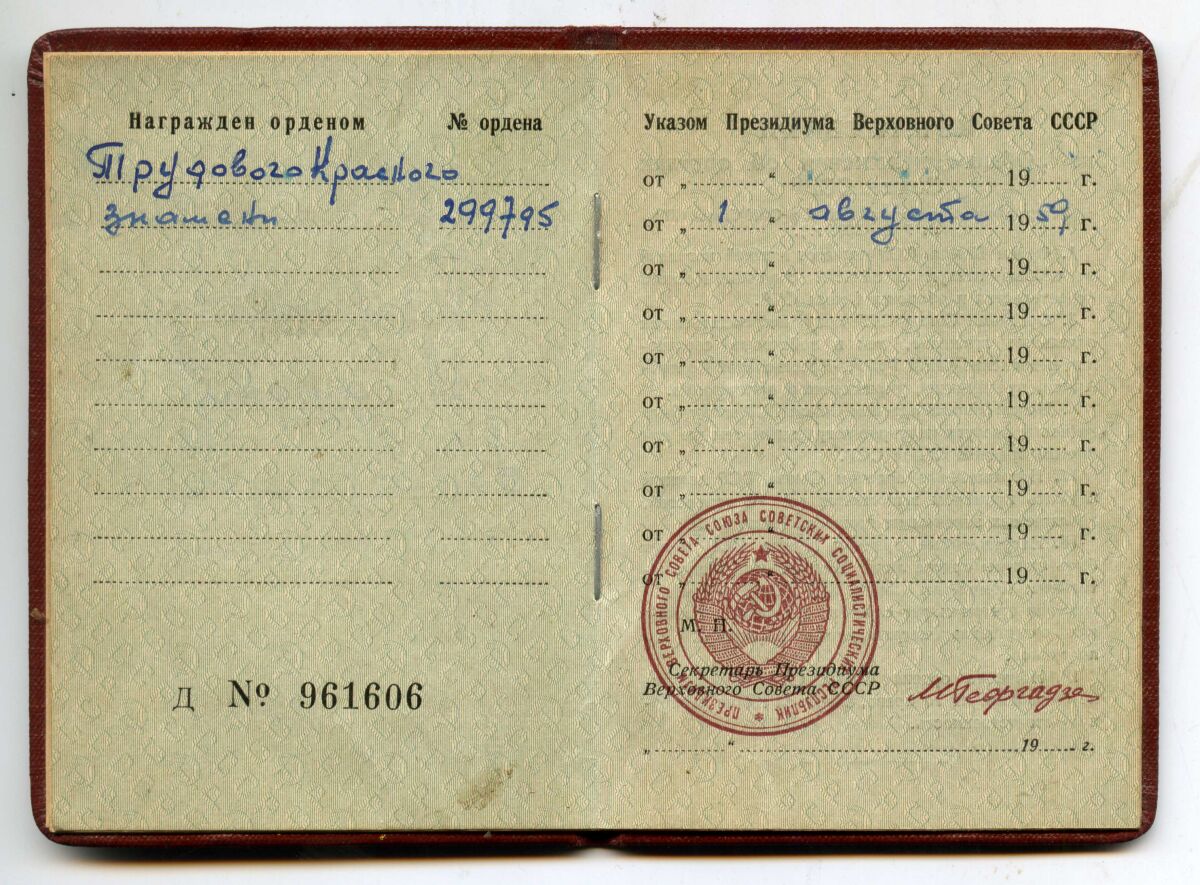 Награжден орденом № ордена
Трудового Красного
знамени 299795
Д № 961606
Указом Президиума Верховного Совета СССР
от „ “ 19 г.
от „ 1 “ августа 1959 г.
от „ “ 19 г.
от „ “ 19 г.
от „ “ 19 г.
от „ “ 19 г.
от „ “ 19 г.
от „ “ 19 г.
от „ “ 19 г.
от „ “ 19 г.
ПРЕЗИДИУМ ВЕРХОВНОГО СОВЕТА СОЮЗА СОВЕТСКИХ СОЦИАЛИСТИЧЕСКИХ РЕСПУБЛИК
М. П.
Секретарь Президиума
Верховного Совета СССР МГеоргадзе
„ “ 19 г.